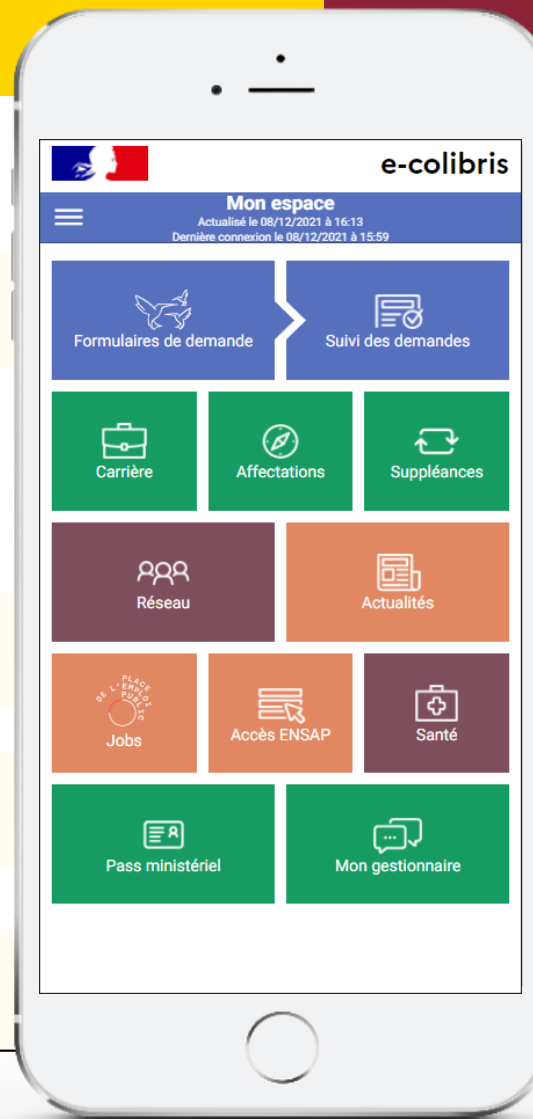 e-colibris
Mon espace
Actualisé le 08/12/2021 à 16:13
Dernière connexion le 08/12/2021 à 15:59
Formulaires de demande
Suivi des demandes
Carrière
Affectations
Suppléances
Réseau
Actualités
PLACE
DE L'EMPLOI
PUBLIC
Jobs
Accès ENSAP
Santé
Pass ministériel
Mon gestionnaire